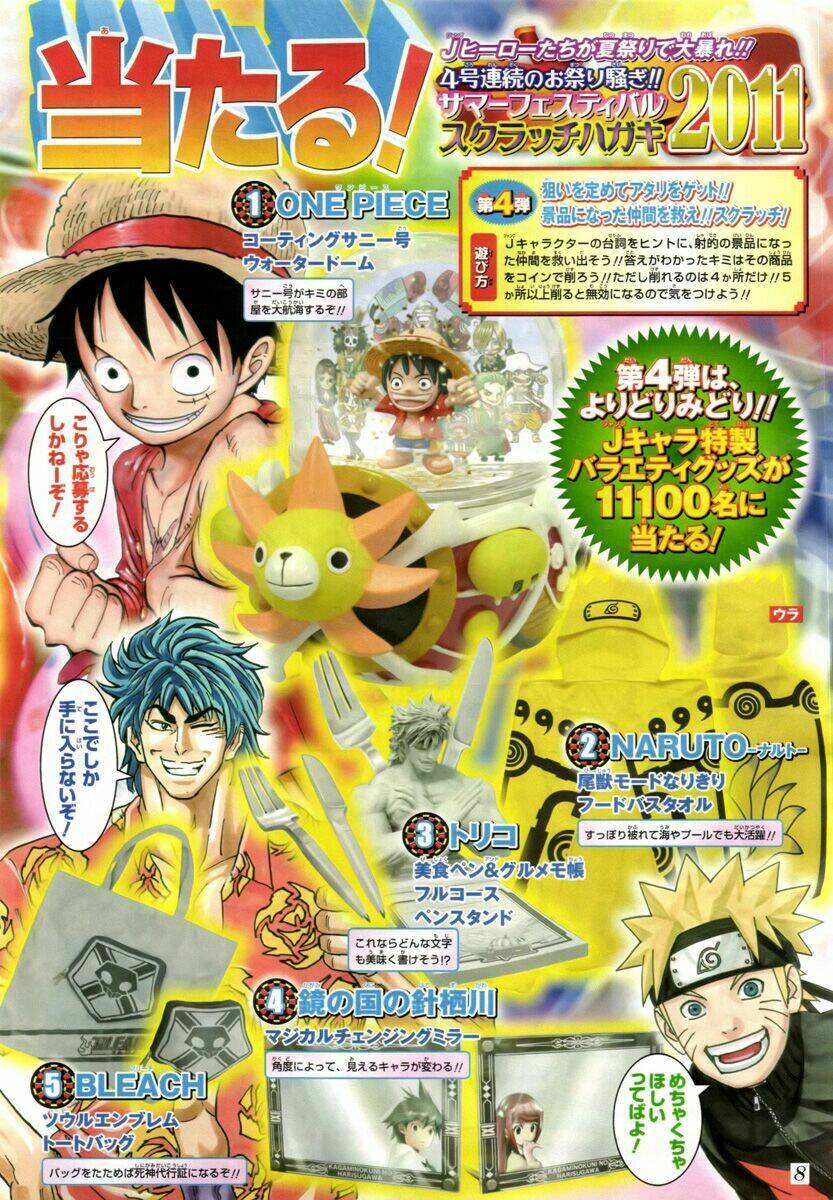 当たる!
Jヒーローたちが夏祭りで大暴れ!!
4号連続のお祭り騒ぎ!!
サマーフェスティバル
スクラッチハガキ
2011
第4弾
狙いを定めてアタリをゲット!!
景品になった仲間を救え!!スクラッチ!
遊び方
Jキャラクターの台詞をヒントに、射的の景品になっ
た仲間を救い出そう!!答えがわかったキミはその商品
をコインで削ろう!!ただし削れるのは4ヵ所だけ!!5
ヵ所以上削ると無効になるので気をつけよう!!
1 ONE PIECE
ワンピース
コーティングサニー号
ウォータードーム
サニー号がキミの部
屋を大航海するぞ!!
こりゃ応募する
しかねーぞ!
第4弾は、
よりどりみどり!!
Jキャラ特製
バラエティグッズが
11100名に
当たる!
ウラ
ここでしか
手に入らないぞ!
2 NARUTO―ナルト―
尾獣モードなりきり
フードバスタオル
すっぽり被れて海やプールでも大活躍!!
3 トリコ
美食ペン&グルメモ帳
フルコース
ペンスタンド
これならどんな文字
も美味く書けそう!?
4 鏡の国の針栖川
マジカルチェンジングミラー
角度によって、見えるキャラが変わる!!
5 BLEACH
ブリーチ
ソウルエンブレム
トートバッグ
バッグをたためば死神代行証になるぞ!!
めちゃくちゃ
ほしい
ってばよ!
KAGAMINOKUNI NO
HARISUGAWA
KAGAMINOKUNI NO
HARISUGAWA
8